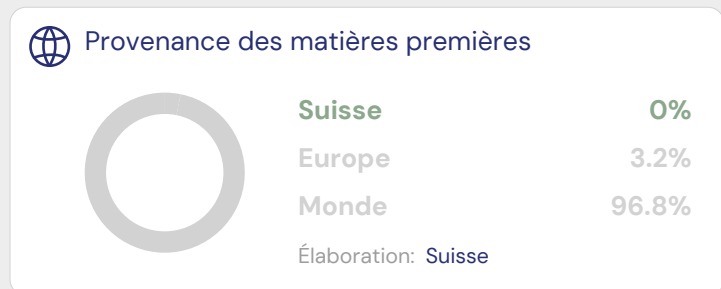 Provenance des matières premières
Suisse 0%
Europe 3.2%
Monde 96.8%
Élaboration: Suisse